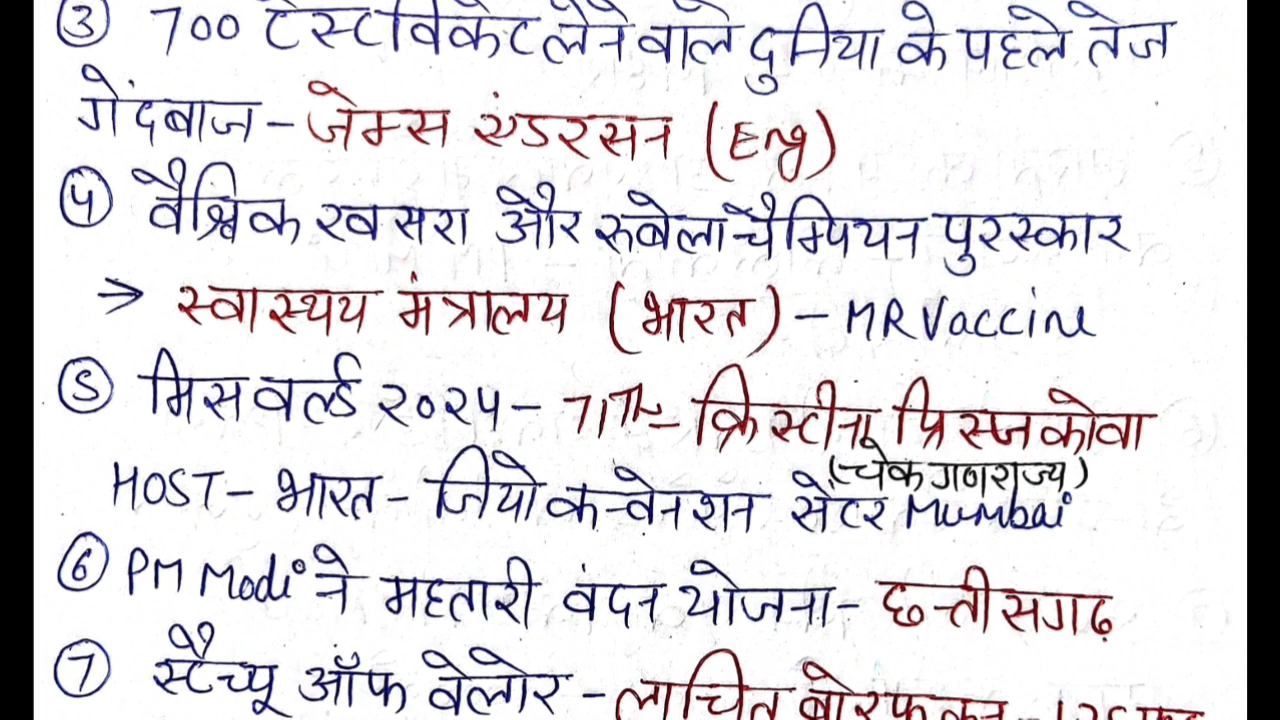 ③ 700 टेस्ट विकेट लेने वाले दुनिया के पहले तेज
गेंदबाज - जेम्स एंडरसन (Eng)
④ वैश्विक खसरा और रुबेला चैम्पियन पुरस्कार
→ स्वास्थय मंत्रालय (भारत) - MR Vaccine
⑤ मिस वर्ल्ड २०२४ - 71Th - क्रिस्टीना प्रिस्जकोवा
(चेक गणराज्य)
HOST - भारत - जियो कन्वेनशन सेंटर Mumbai
⑥ PM Modi ने महतारी वंदन योजना - छत्तीसगढ़
⑦ स्टैच्यू ऑफ वेलोर - लाचित बोरफुकन -